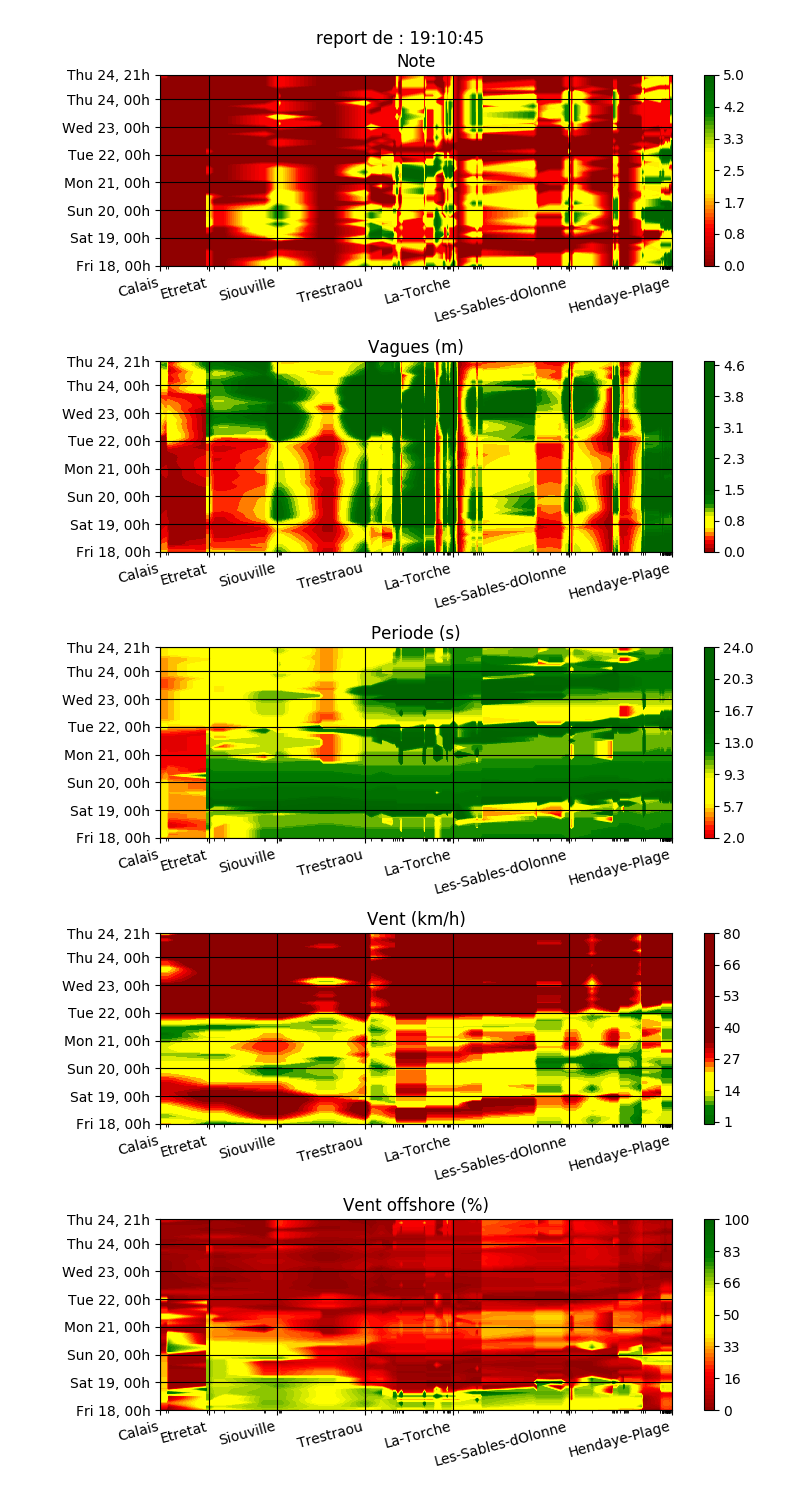 report de : 19:10:45
Note
Thu 24, 21h
Thu 24, 00h
Wed 23, 00h
Tue 22, 00h
Mon 21, 00h
Sun 20, 00h
Sat 19, 00h
Fri 18, 00h
5.0
4.2
3.3
2.5
1.7
0.8
0.0
Calais
Etretat
Siouville
Trestraou
La-Torche
Les-Sables-dOlonne
Hendaye-Plage
Vagues (m)
Thu 24, 21h
Thu 24, 00h
Wed 23, 00h
Tue 22, 00h
Mon 21, 00h
Sun 20, 00h
Sat 19, 00h
Fri 18, 00h
4.6
3.8
3.1
2.3
1.5
0.8
0.0
Calais
Etretat
Siouville
Trestraou
La-Torche
Les-Sables-dOlonne
Hendaye-Plage
Periode (s)
Thu 24, 21h
Thu 24, 00h
Wed 23, 00h
Tue 22, 00h
Mon 21, 00h
Sun 20, 00h
Sat 19, 00h
Fri 18, 00h
24.0
20.3
16.7
13.0
9.3
5.7
2.0
Calais
Etretat
Siouville
Trestraou
La-Torche
Les-Sables-dOlonne
Hendaye-Plage
Vent (km/h)
Thu 24, 21h
Thu 24, 00h
Wed 23, 00h
Tue 22, 00h
Mon 21, 00h
Sun 20, 00h
Sat 19, 00h
Fri 18, 00h
80
66
53
40
27
14
1
Calais
Etretat
Siouville
Trestraou
La-Torche
Les-Sables-dOlonne
Hendaye-Plage
Vent offshore (%)
Thu 24, 21h
Thu 24, 00h
Wed 23, 00h
Tue 22, 00h
Mon 21, 00h
Sun 20, 00h
Sat 19, 00h
Fri 18, 00h
100
83
66
50
33
16
0
Calais
Etretat
Siouville
Trestraou
La-Torche
Les-Sables-dOlonne
Hendaye-Plage